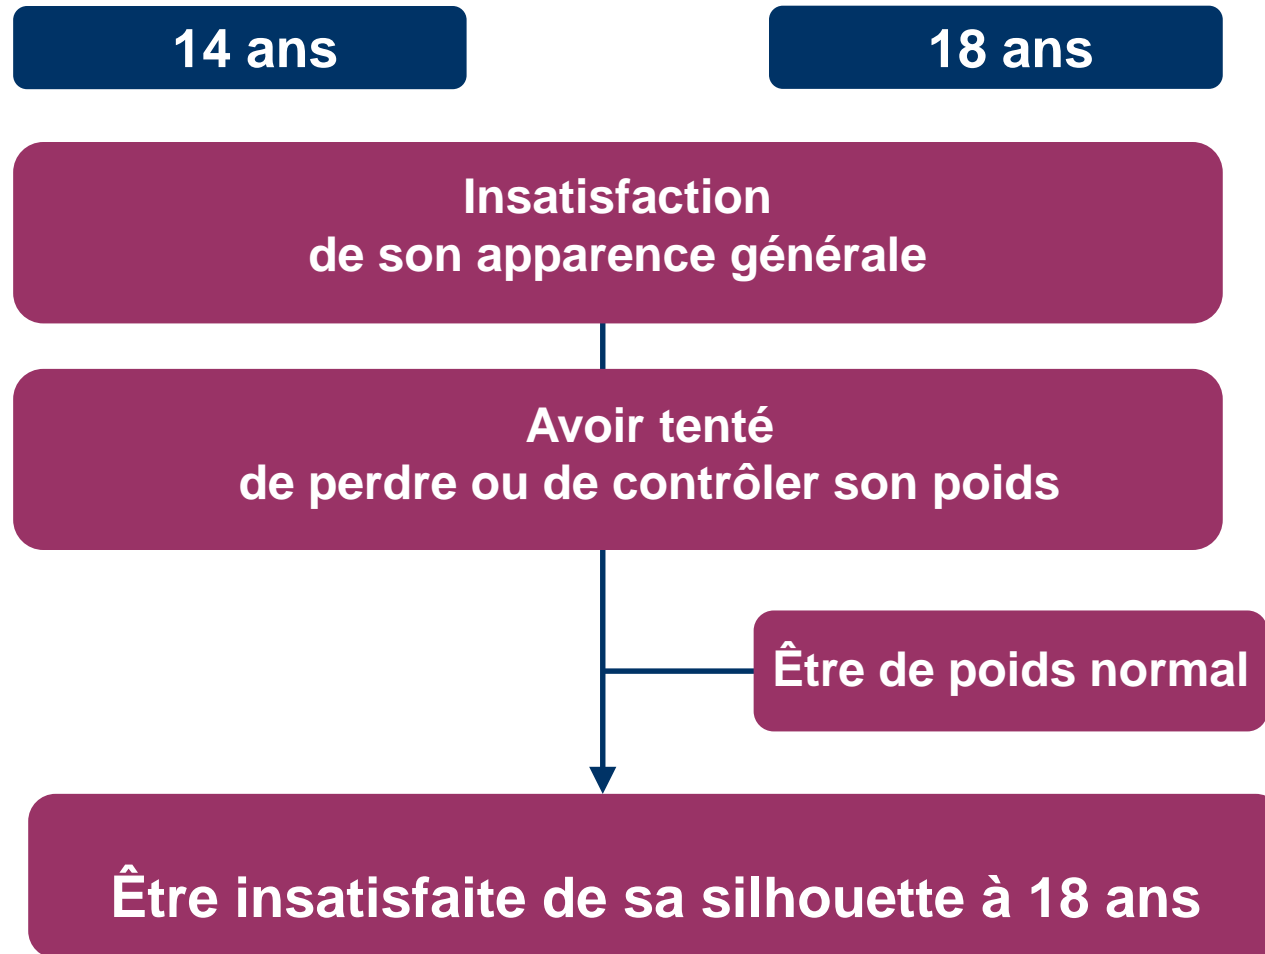 14 ans
18 ans
Insatisfaction
de son apparence générale
Avoir tenté
de perdre ou de contrôler son poids
Être de poids normal
Être insatisfaite de sa silhouette à 18 ans